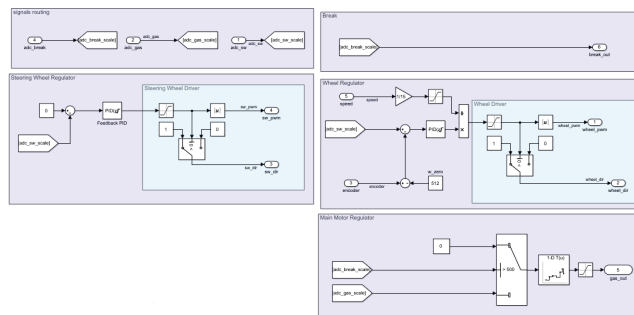 signals routing
4
adc_break
[adc_break_scale]
2
adc_gas
adc_gas
[adc_gas_scale]
1
adc_sw
adc_sw
[adc_sw_scale]
Break
[adc_break_scale]
6
break_out
Steering Wheel Regulator
0
[adc_sw_scale]
Feedback PID
Steering Wheel Driver
|u|
sw_pwm
4
sw_pwm
1
0
sw_dir
3
sw_dir
Wheel Regulator
5
speed
speed
1/15
[adc_sw_scale]
3
encoder
encoder
w_zero
512
Wheel Driver
|u|
wheel_pwm
1
wheel_pwm
1
0
wheel_dir
2
wheel_dir
Main Motor Regulator
0
[adc_break_scale]
[adc_gas_scale]
> 500
1-D T(u)
5
gas_out